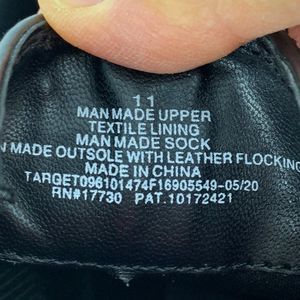 11
MAN MADE UPPER
TEXTILE LINING
MAN MADE SOCK
N MADE OUTSOLE WITH LEATHER FLOCKING
MADE IN CHINA
TARGET096101474F16905549-05/20
RN#17730 PAT.10172421